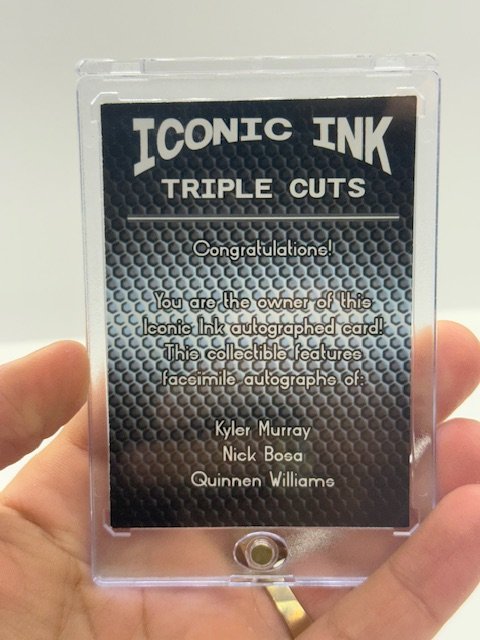 ICONIC INK
TRIPLE CUTS
Congratulations!
You are the owner of this
Iconic Ink autographed card!
This collectible features
facsimile autographs of:
Kyler Murray
Nick Bosa
Quinnen Williams